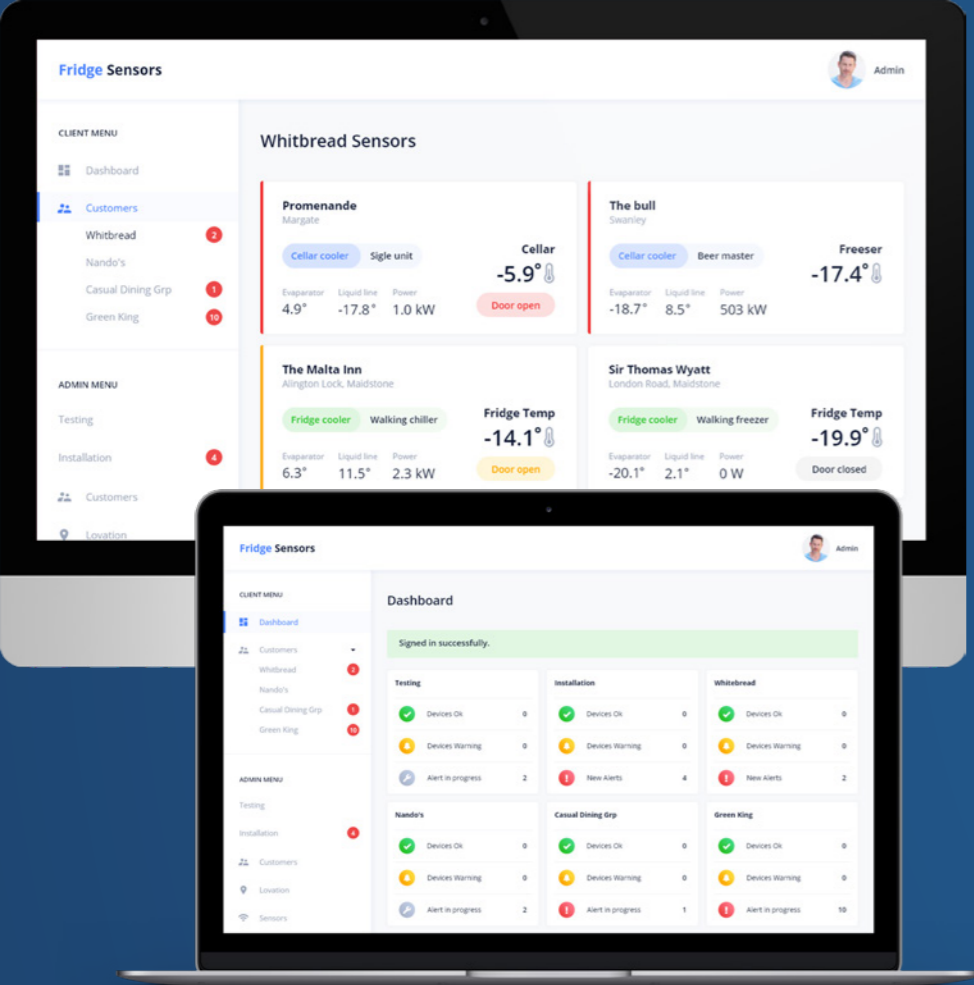 Fridge Sensors
Admin
CLIENT MENU
Dashboard
Customers
Whitbread 2
Nando's
Casual Dining Grp 1
Green King 10
ADMIN MENU
Testing
Installation 4
Customers
Lovation
Whitbread Sensors
Promenande
Margate
Cellar cooler Sigle unit
Evaparator Liquid line Power
4.9° -17.8° 1.0 kW
Cellar
-5.9°
Door open
The bull
Swanley
Cellar cooler Beer master
Evaparator Liquid line Power
-18.7° 8.5° 503 kW
Freeser
-17.4°
The Malta Inn
Alington Lock, Maidstone
Fridge cooler Walking chiller
Evaparator Liquid line Power
6.3° 11.5° 2.3 kW
Fridge Temp
-14.1°
Door open
Sir Thomas Wyatt
London Road, Maidstone
Fridge cooler Walking freezer
Evaparator Liquid line Power
-20.1° 2.1° 0 W
Fridge Temp
-19.9°
Door closed
Fridge Sensors
Admin
CLIENT MENU
Dashboard
Customers
Whitbread 2
Nando's
Casual Dining Grp 1
Green King 10
ADMIN MENU
Testing
Installation 4
Customers
Lovation
Sensors
Dashboard
Signed in successfully.
Testing
Devices Ok 0
Devices Warning 0
Alert in progress 2
Installation
Devices Ok 0
Devices Warning 0
New Alerts 4
Whitebread
Devices Ok 0
Devices Warning 0
New Alerts 2
Nando's
Devices Ok 0
Devices Warning 0
Alert in progress 2
Casual Dining Grp
Devices Ok 0
Devices Warning 0
Alert in progress 1
Green King
Devices Ok 0
Devices Warning 0
Alert in progress 10